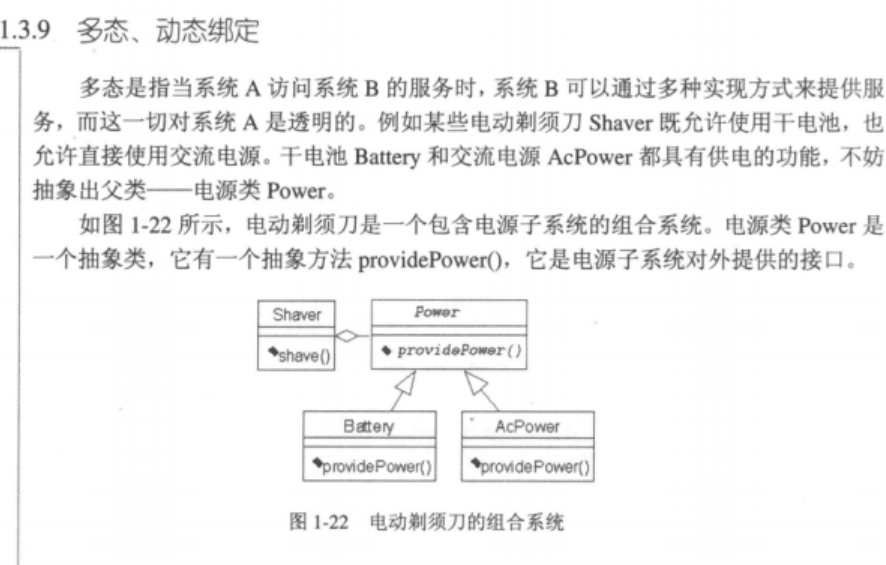 1.3.9 多态、动态绑定
多态是指当系统 A 访问系统 B 的服务时，系统 B 可以通过多种实现方式来提供服
务，而这一切对系统 A 是透明的。例如某些电动剃须刀 Shaver 既允许使用干电池，也
允许直接使用交流电源。干电池 Battery 和交流电源 AcPower 都具有供电的功能，不妨
抽象出父类——电源类 Power。
如图 1-22 所示，电动剃须刀是一个包含电源子系统的组合系统。电源类 Power 是
一个抽象类，它有一个抽象方法 providePower()，它是电源子系统对外提供的接口。
Shaver
shave()
Power
providePower()
Battery
providePower()
AcPower
providePower()
图 1-22 电动剃须刀的组合系统